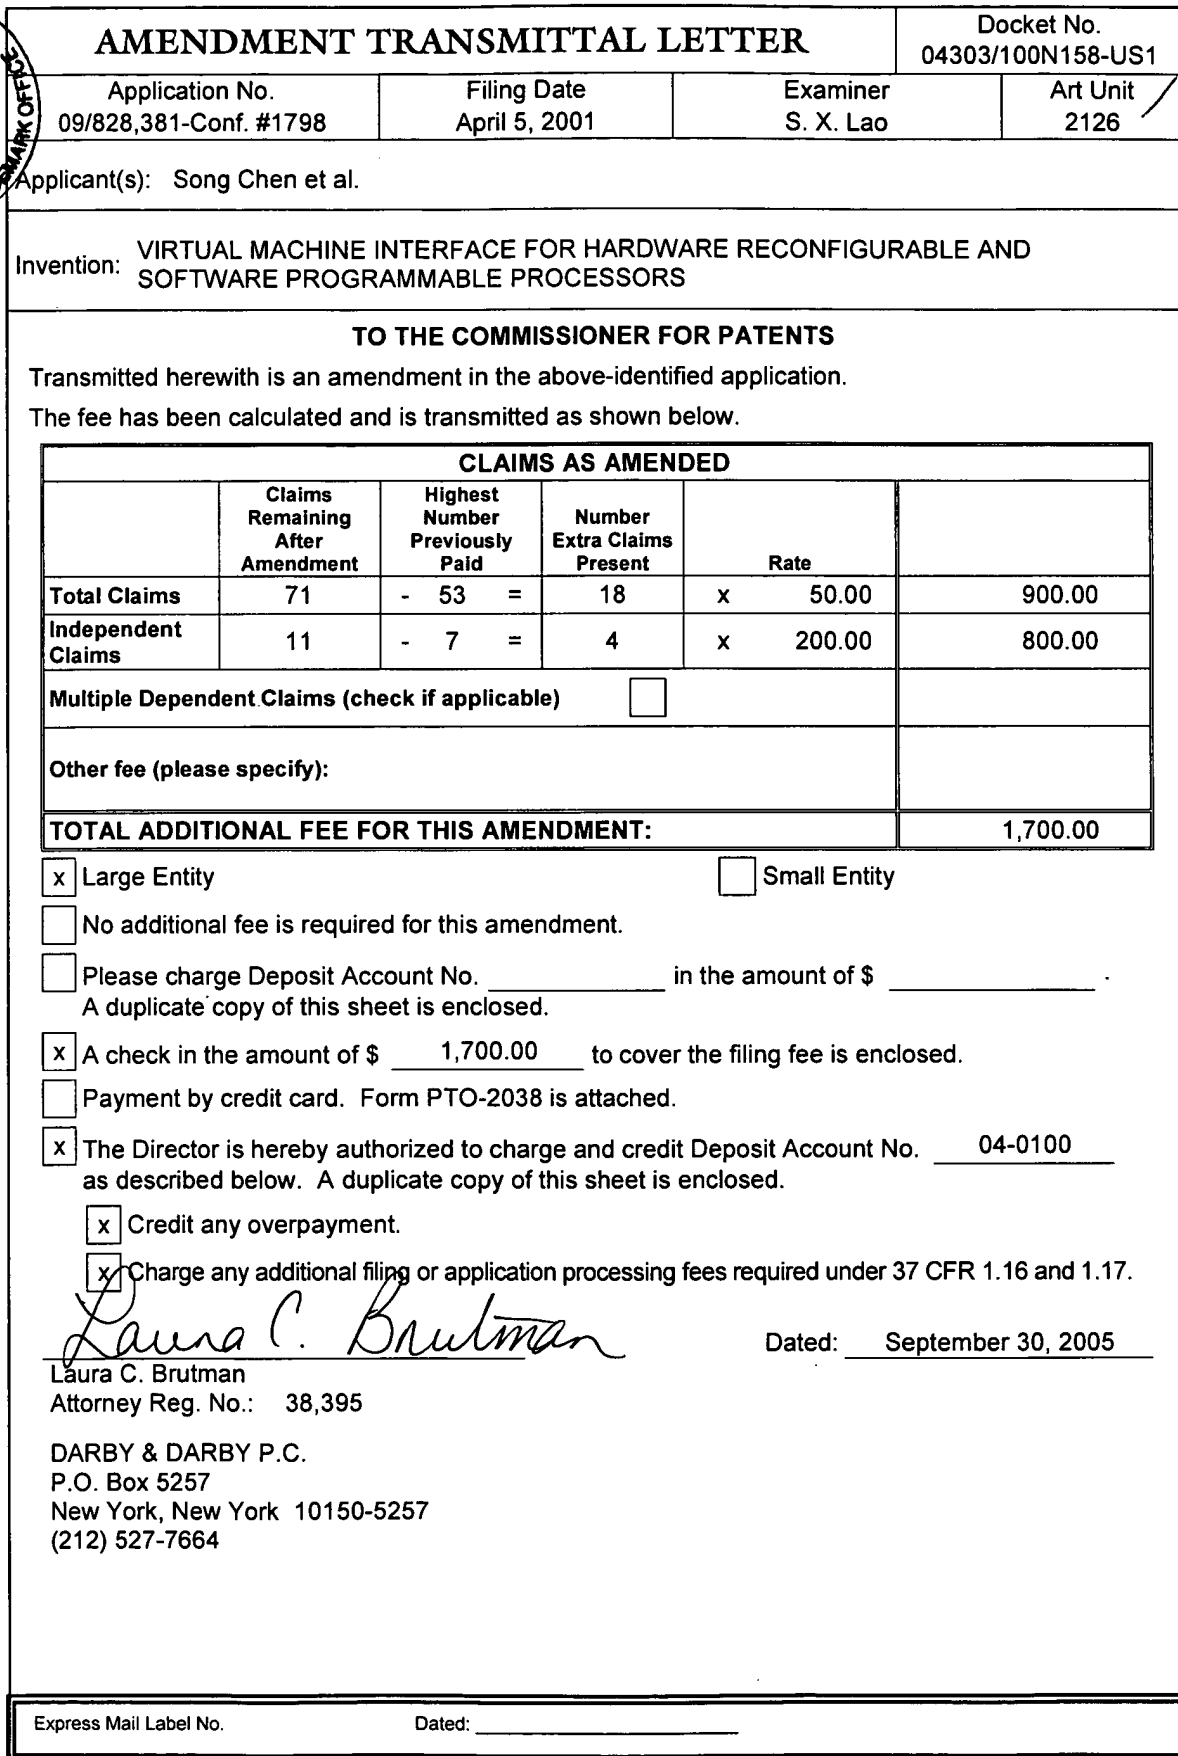 AMENDMENT TRANSMITTAL LETTER
Docket No.
04303/100N158-US1
Application No.
09/828,381-Conf. #1798
Filing Date
April 5, 2001
Examiner
S. X. Lao
Art Unit
2126
MARK OFFICE
Applicant(s): Song Chen et al.
Invention: VIRTUAL MACHINE INTERFACE FOR HARDWARE RECONFIGURABLE AND
SOFTWARE PROGRAMMABLE PROCESSORS
TO THE COMMISSIONER FOR PATENTS
Transmitted herewith is an amendment in the above-identified application.
The fee has been calculated and is transmitted as shown below.
CLAIMS AS AMENDED
Claims Remaining After Amendment
Highest Number Previously Paid
Number Extra Claims Present
Rate
Total Claims 71 - 53 = 18 x 50.00 900.00
Independent Claims 11 - 7 = 4 x 200.00 800.00
Multiple Dependent Claims (check if applicable)
Other fee (please specify):
TOTAL ADDITIONAL FEE FOR THIS AMENDMENT: 1,700.00
x Large Entity Small Entity
No additional fee is required for this amendment.
Please charge Deposit Account No. in the amount of $
A duplicate copy of this sheet is enclosed.
x A check in the amount of $ 1,700.00 to cover the filing fee is enclosed.
Payment by credit card. Form PTO-2038 is attached.
x The Director is hereby authorized to charge and credit Deposit Account No. 04-0100
as described below. A duplicate copy of this sheet is enclosed.
x Credit any overpayment.
x Charge any additional filing or application processing fees required under 37 CFR 1.16 and 1.17.
Laura C. Brutman
Dated: September 30, 2005
Laura C. Brutman
Attorney Reg. No.: 38,395
DARBY & DARBY P.C.
P.O. Box 5257
New York, New York 10150-5257
(212) 527-7664
Express Mail Label No. Dated: